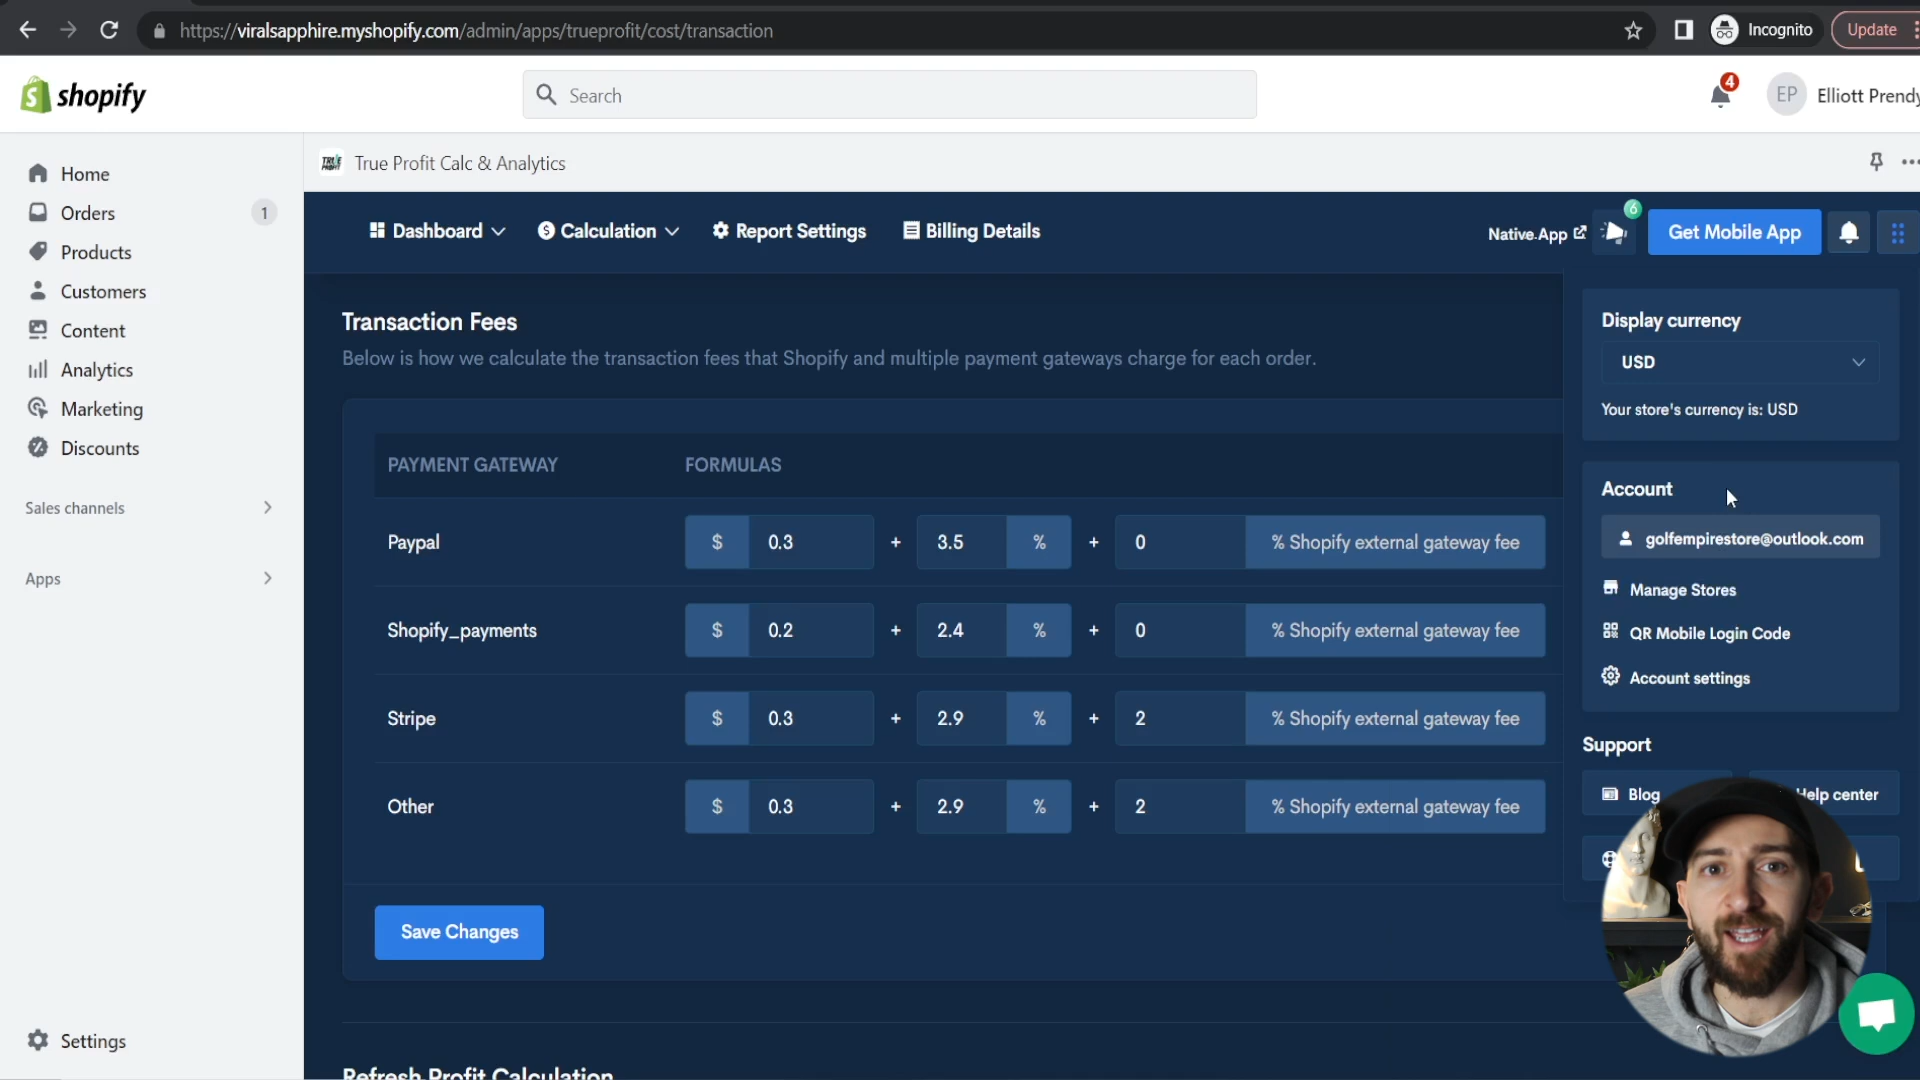 https://viralsapphire.myshopify.com/admin/apps/trueprofit/cost/transaction
Incognito
Update
shopify
Search
4
EP
Elliott Prendy
Home
Orders
1
Products
Customers
Content
Analytics
Marketing
Discounts
Sales channels
Apps
Settings
TRUE PROFIT
True Profit Calc & Analytics
Dashboard
Calculation
Report Settings
Billing Details
Native.App
6
Get Mobile App
Transaction Fees
Below is how we calculate the transaction fees that Shopify and multiple payment gateways charge for each order.
PAYMENT GATEWAY FORMULAS
Paypal $ 0.3 + 3.5 % + 0 % Shopify external gateway fee
Shopify_payments $ 0.2 + 2.4 % + 0 % Shopify external gateway fee
Stripe $ 0.3 + 2.9 % + 2 % Shopify external gateway fee
Other $ 0.3 + 2.9 % + 2 % Shopify external gateway fee
Save Changes
Refresh Profit Calculation
Display currency
USD
Your store's currency is: USD
Account
golfempirestore@outlook.com
Manage Stores
QR Mobile Login Code
Account settings
Support
Blog
Help center